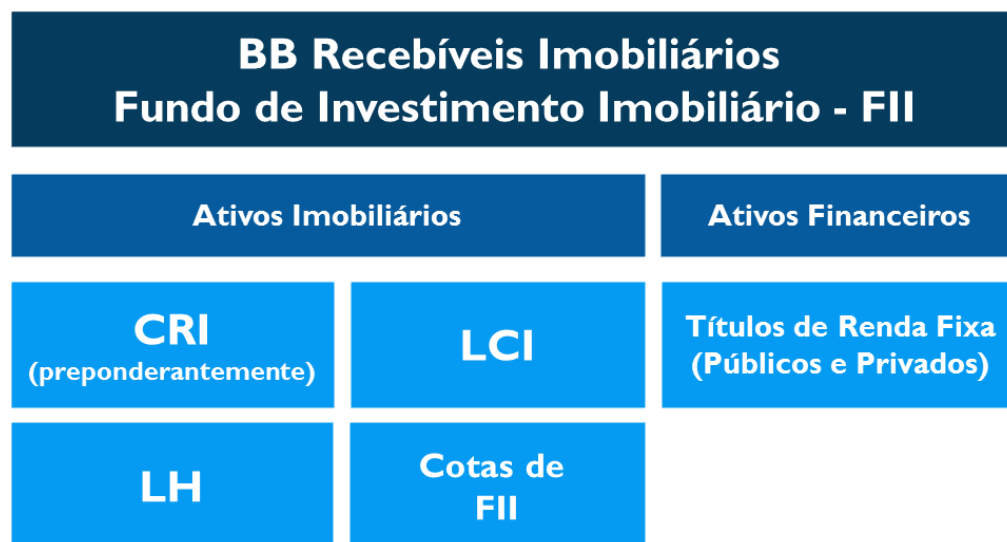 BB Recebíveis Imobiliários
Fundo de Investimento Imobiliário - FII
Ativos Imobiliários
Ativos Financeiros
CRI
(preponderantemente)
LCI
Títulos de Renda Fixa
(Públicos e Privados)
LH
Cotas de
FII